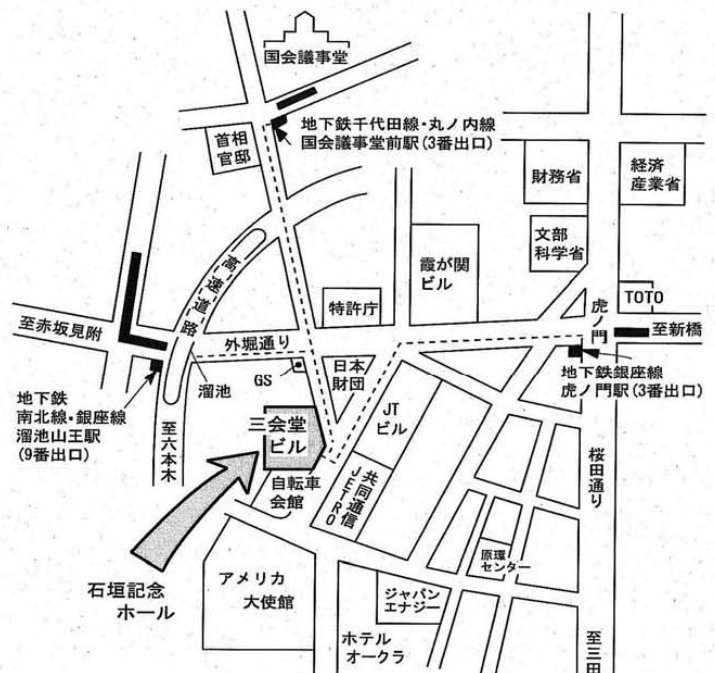 国会議事堂
地下鉄千代田線・丸ノ内線
国会議事堂前駅(3番出口)
首相
官邸
財務省
経済
産業省
文部
科学省
霞が関
ビル
特許庁
高速道路
虎ノ門
TOTO
至新橋
至赤坂見附
外堀通り
溜池
GS
日本
財団
地下鉄銀座線
虎ノ門駅(3番出口)
地下鉄
南北線・銀座線
溜池山王駅
(9番出口)
至六本木
三会堂
ビル
JT
ビル
桜田通り
自転車
会館
共同通信
JETRO
原環
センター
石垣記念
ホール
アメリカ
大使館
ジャパン
エナジー
ホテル
オークラ
至三田